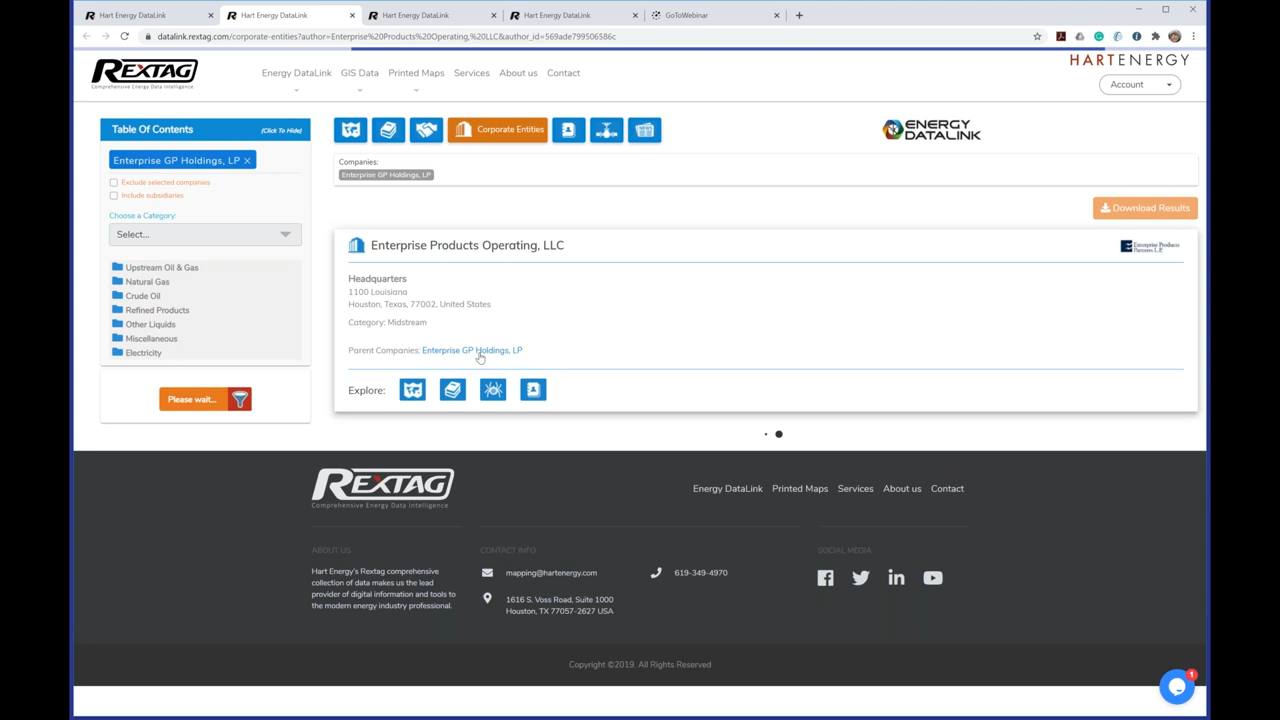 Hart Energy DataLink
Hart Energy DataLink
Hart Energy DataLink
Hart Energy DataLink
GoToWebinar
datalink.rextag.com/corporate-entities?author=Enterprise%20Products%20Operating,%20LLC&author_id=569ade799506586c
REXTAG
Comprehensive Energy Data Intelligence
Energy DataLink
GIS Data
Printed Maps
Services
About us
Contact
HARTENERGY
Account
Table Of Contents (Click To Hide)
Enterprise GP Holdings, LP ×
Exclude selected companies
Include subsidiaries
Choose a Category:
Select...
Upstream Oil & Gas
Natural Gas
Crude Oil
Refined Products
Other Liquids
Miscellaneous
Electricity
Please wait...
Corporate Entities
ENERGY
DATALINK
Companies:
Enterprise GP Holdings, LP
Download Results
Enterprise Products Operating, LLC
Enterprise Products
Partners L.P.
Headquarters
1100 Louisiana
Houston, Texas, 77002, United States
Category: Midstream
Parent Companies: Enterprise GP Holdings, LP
Explore:
REXTAG
Comprehensive Energy Data Intelligence
Energy DataLink Printed Maps Services About us Contact
ABOUT US
Hart Energy's Rextag comprehensive
collection of data makes us the lead
provider of digital information and tools to
the modern energy industry professional.
CONTACT INFO
mapping@hartenergy.com
619-349-4970
1616 S. Voss Road, Suite 1000
Houston, TX 77057-2627 USA
SOCIAL MEDIA
Copyright ©2019. All Rights Reserved
1